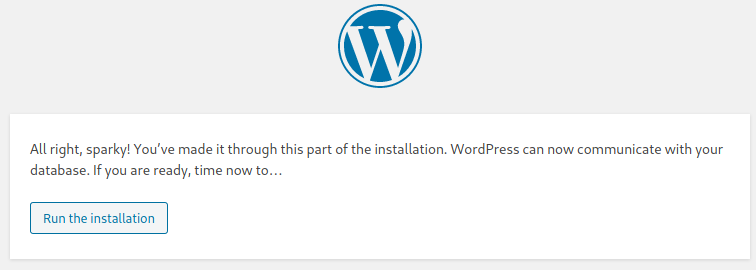 All right, sparky! You’ve made it through this part of the installation. WordPress can now communicate with your
database. If you are ready, time now to…
Run the installation